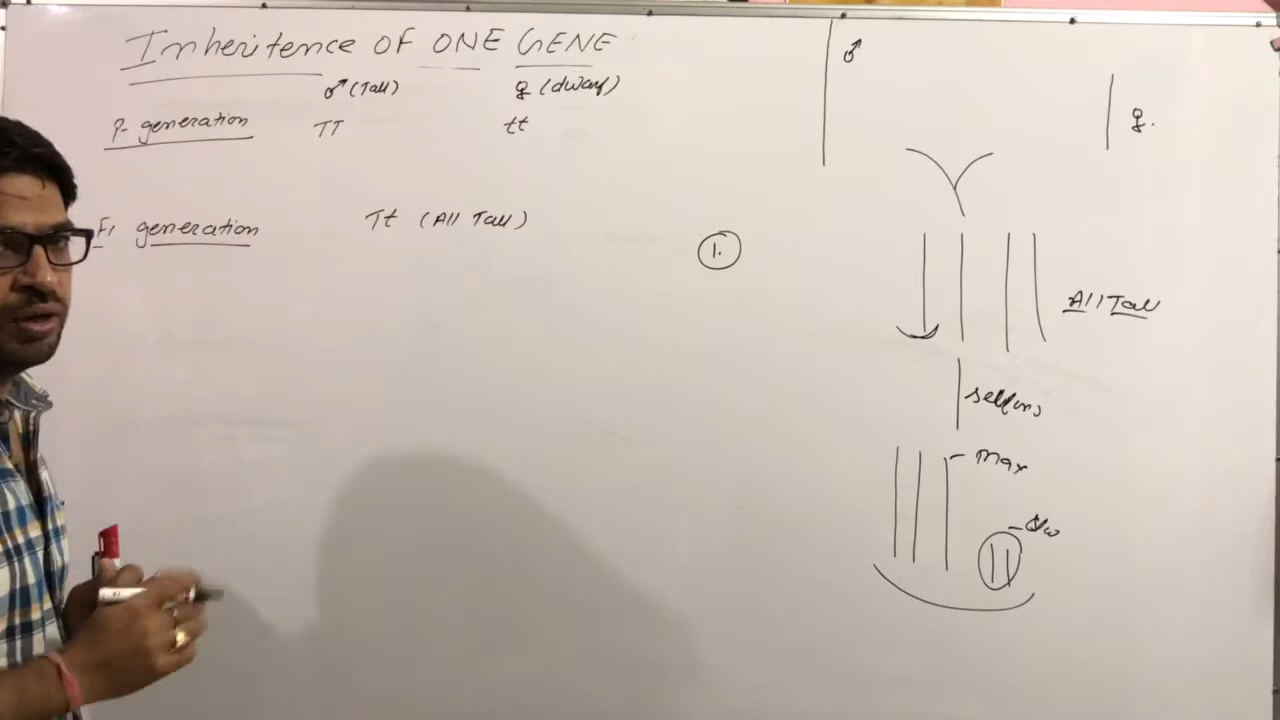 Inheritence OF ONE GENE
♂ (Tall) ♀ (dwarf)
P- generation TT tt
F1 generation Tt (All Tall)
1.
♂
♀.
All Tall
selfing
max